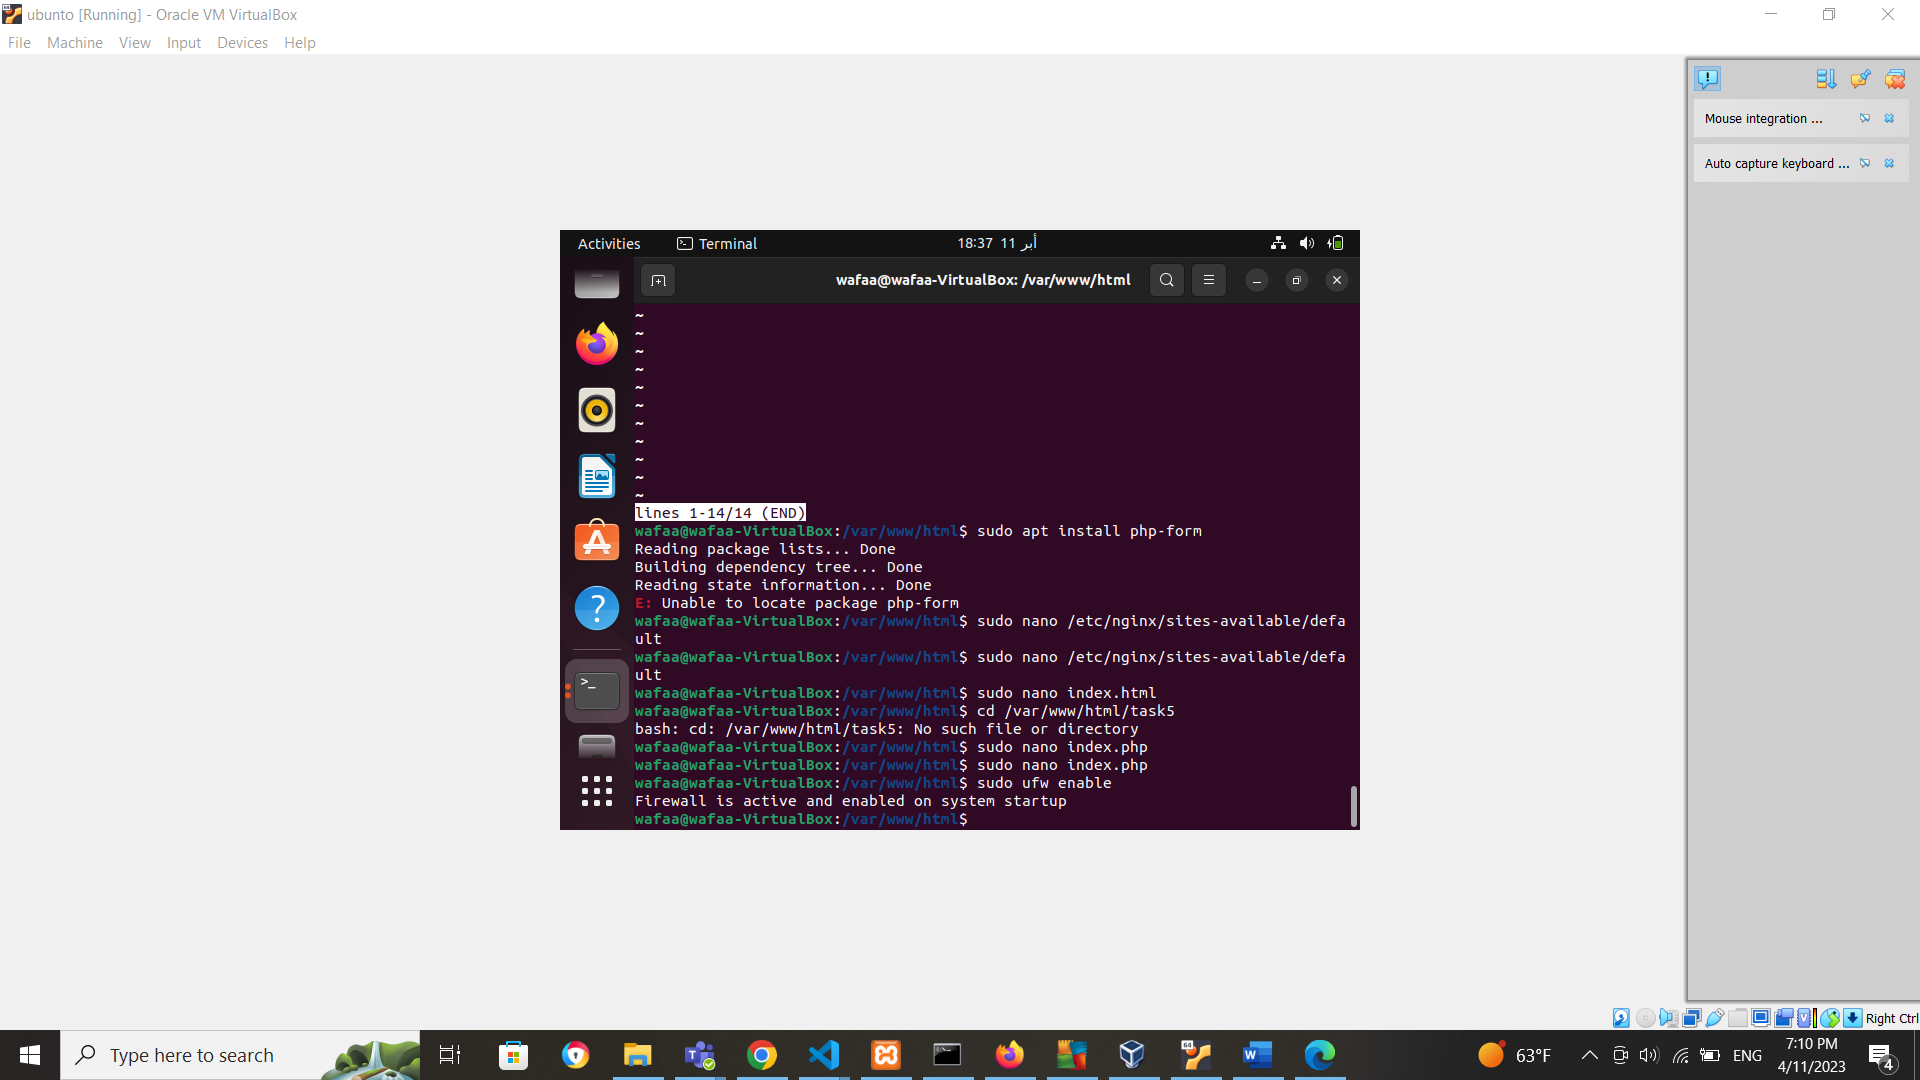 ubunto [Running] - Oracle VM VirtualBox
File Machine View Input Devices Help
Mouse integration ...
Auto capture keyboard ...
Activities Terminal 18:37 11 أبر
wafaa@wafaa-VirtualBox: /var/www/html
~
~
~
~
~
~
~
~
~
~
~
lines 1-14/14 (END)
wafaa@wafaa-VirtualBox:/var/www/html$ sudo apt install php-form
Reading package lists... Done
Building dependency tree... Done
Reading state information... Done
E: Unable to locate package php-form
wafaa@wafaa-VirtualBox:/var/www/html$ sudo nano /etc/nginx/sites-available/defa
ult
wafaa@wafaa-VirtualBox:/var/www/html$ sudo nano /etc/nginx/sites-available/defa
ult
wafaa@wafaa-VirtualBox:/var/www/html$ sudo nano index.html
wafaa@wafaa-VirtualBox:/var/www/html$ cd /var/www/html/task5
bash: cd: /var/www/html/task5: No such file or directory
wafaa@wafaa-VirtualBox:/var/www/html$ sudo nano index.php
wafaa@wafaa-VirtualBox:/var/www/html$ sudo nano index.php
wafaa@wafaa-VirtualBox:/var/www/html$ sudo ufw enable
Firewall is active and enabled on system startup
wafaa@wafaa-VirtualBox:/var/www/html$
Right Ctrl
Type here to search
63°F
ENG
7:10 PM
4/11/2023
4